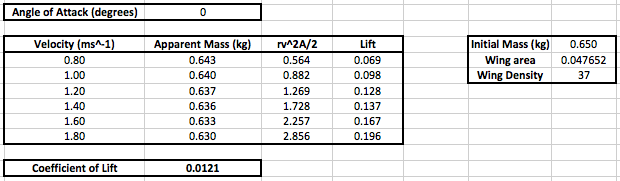 Angle of Attack (degrees) 0
Velocity (ms^-1) Apparent Mass (kg) rv^2A/2 Lift Initial Mass (kg) 0.650
0.80 0.643 0.564 0.069 Wing area 0.047652
1.00 0.640 0.882 0.098 Wing Density 37
1.20 0.637 1.269 0.128
1.40 0.636 1.728 0.137
1.60 0.633 2.257 0.167
1.80 0.630 2.856 0.196
Coefficient of Lift 0.0121